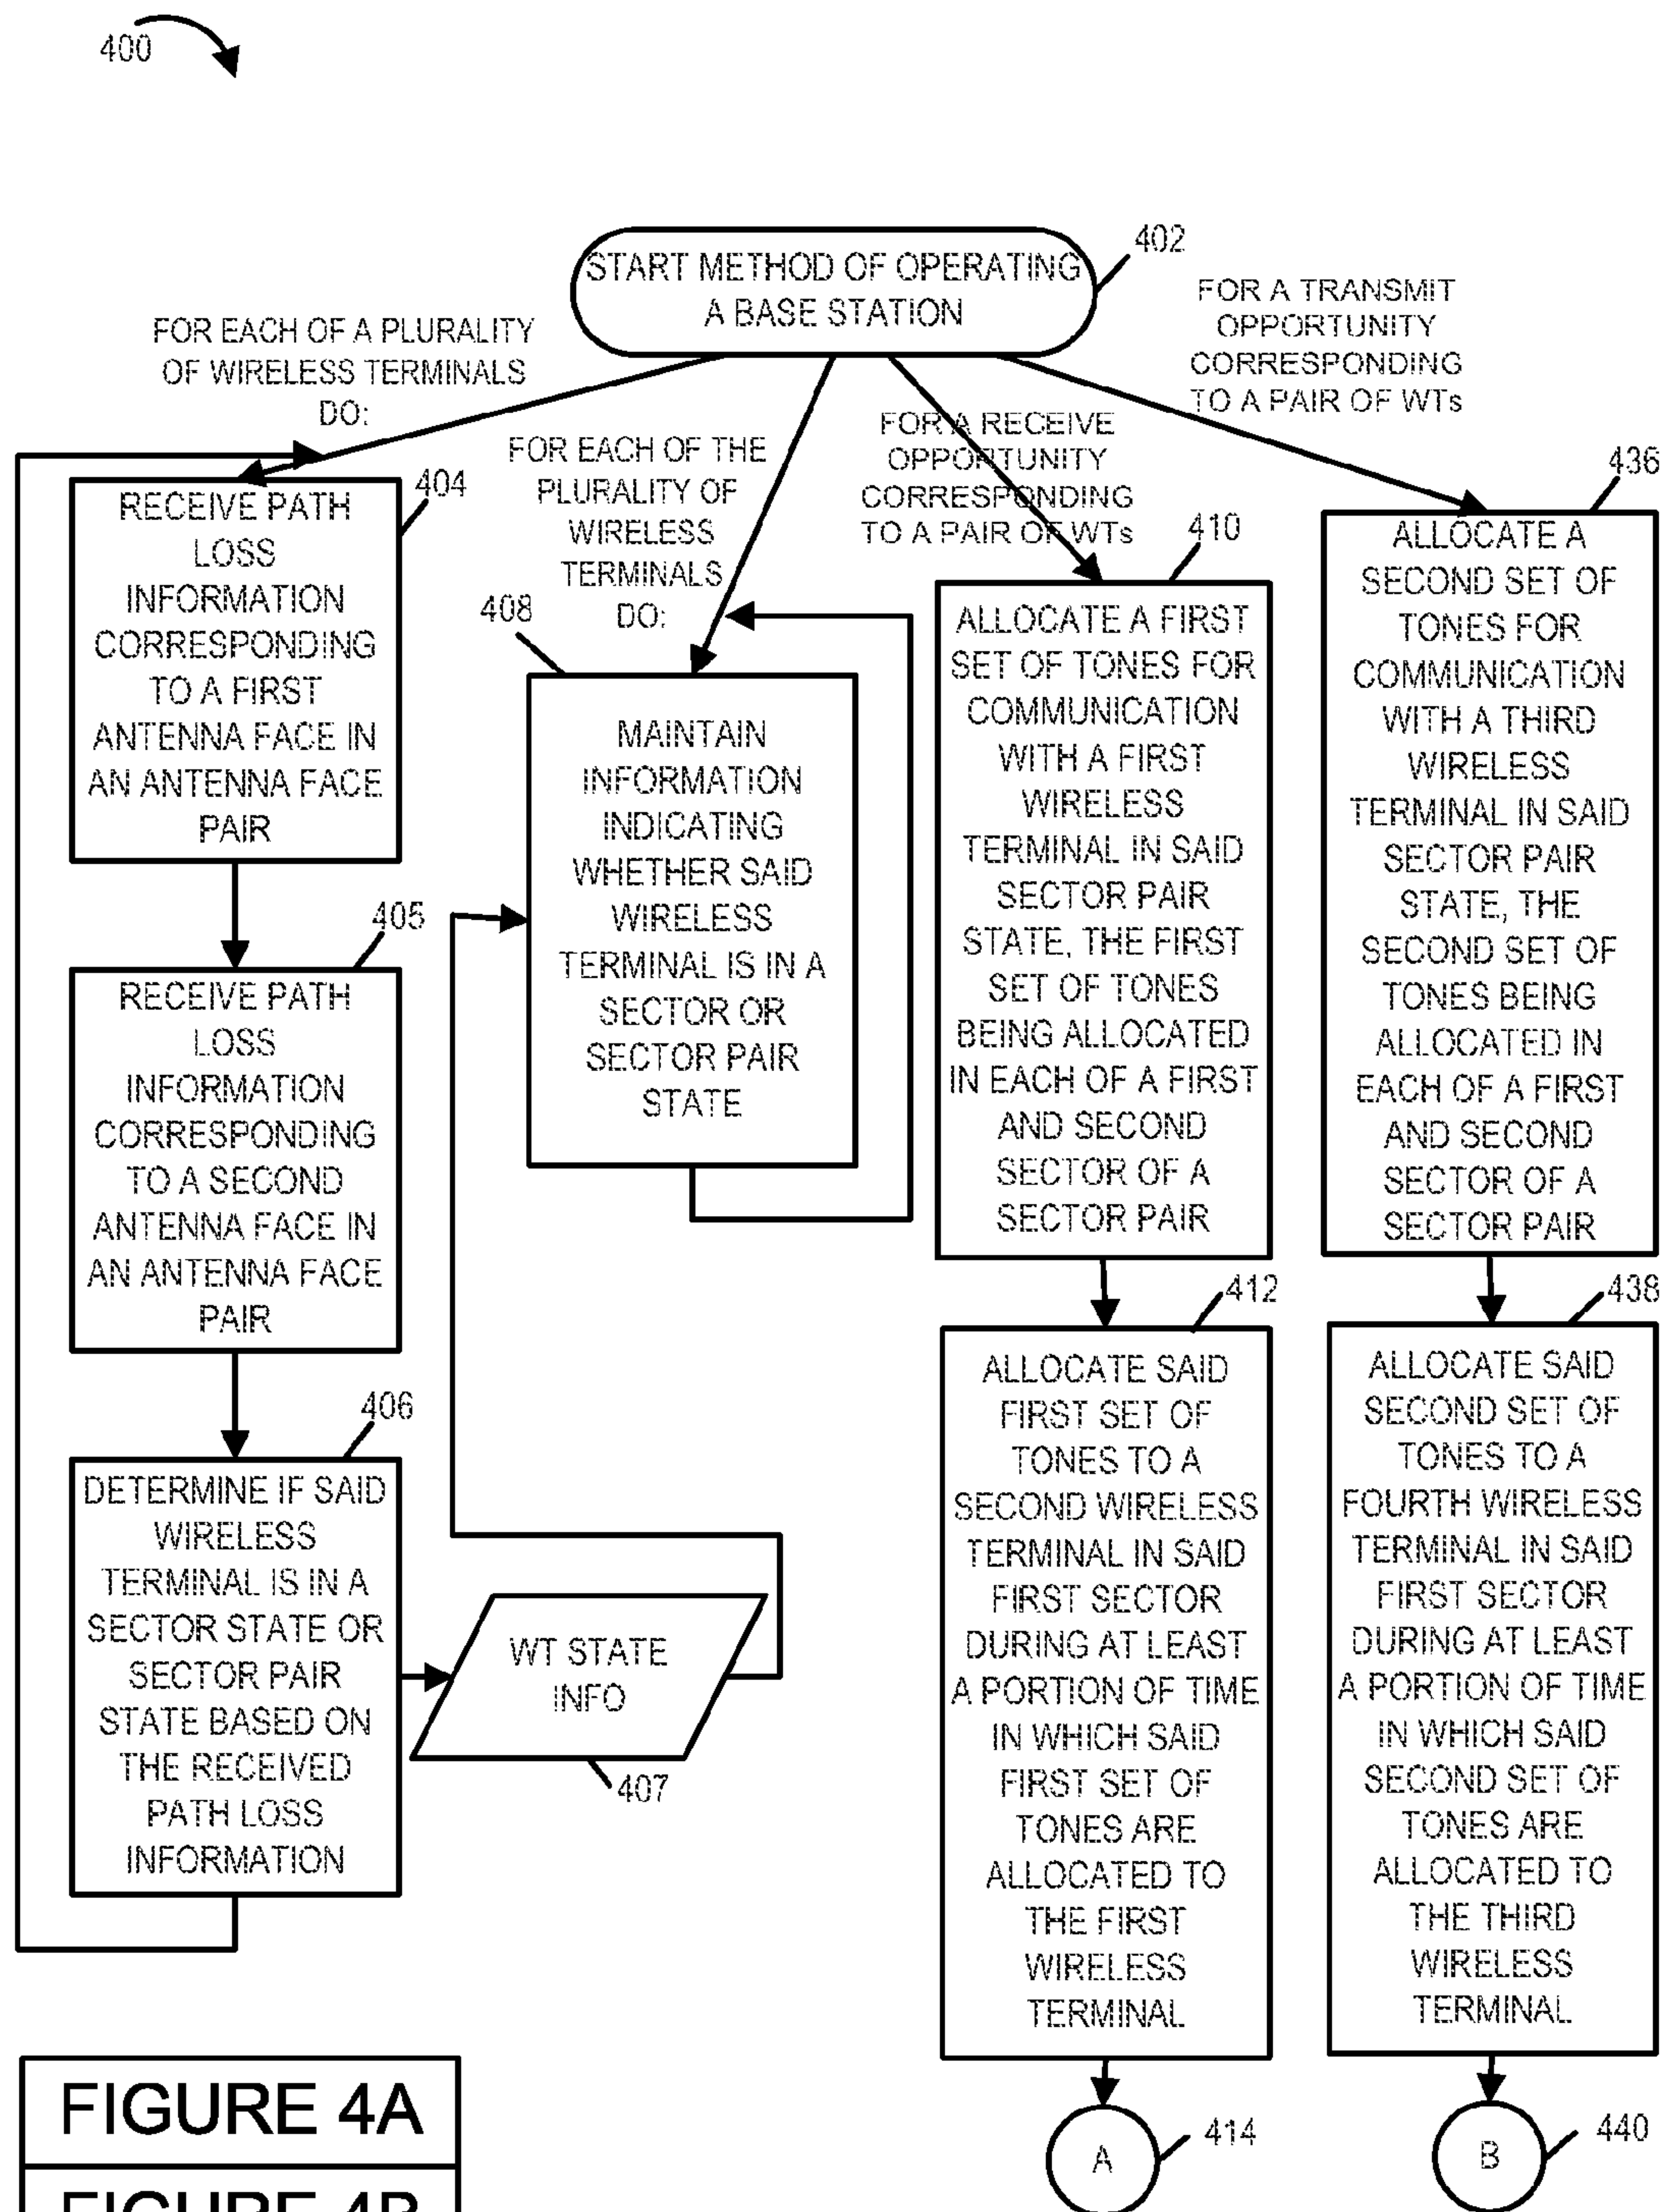 400
START METHOD OF OPERATING
A BASE STATION
402
FOR EACH OF A PLURALITY
OF WIRELESS TERMINALS
DO:
FOR EACH OF THE
PLURALITY OF
WIRELESS
TERMINALS
DO:
FOR A RECEIVE
OPPORTUNITY
CORRESPONDING
TO A PAIR OF WTs
FOR A TRANSMIT
OPPORTUNITY
CORRESPONDING
TO A PAIR OF WTs
404
RECEIVE PATH
LOSS
INFORMATION
CORRESPONDING
TO A FIRST
ANTENNA FACE IN
AN ANTENNA FACE
PAIR
405
RECEIVE PATH
LOSS
INFORMATION
CORRESPONDING
TO A SECOND
ANTENNA FACE IN
AN ANTENNA FACE
PAIR
406
DETERMINE IF SAID
WIRELESS
TERMINAL IS IN A
SECTOR STATE OR
SECTOR PAIR
STATE BASED ON
THE RECEIVED
PATH LOSS
INFORMATION
WT STATE
INFO
407
408
MAINTAIN
INFORMATION
INDICATING
WHETHER SAID
WIRELESS
TERMINAL IS IN A
SECTOR OR
SECTOR PAIR
STATE
410
ALLOCATE A FIRST
SET OF TONES FOR
COMMUNICATION
WITH A FIRST
WIRELESS
TERMINAL IN SAID
SECTOR PAIR
STATE, THE FIRST
SET OF TONES
BEING ALLOCATED
IN EACH OF A FIRST
AND SECOND
SECTOR OF A
SECTOR PAIR
412
ALLOCATE SAID
FIRST SET OF
TONES TO A
SECOND WIRELESS
TERMINAL IN SAID
FIRST SECTOR
DURING AT LEAST
A PORTION OF TIME
IN WHICH SAID
FIRST SET OF
TONES ARE
ALLOCATED TO
THE FIRST
WIRELESS
TERMINAL
A
414
436
ALLOCATE A
SECOND SET OF
TONES FOR
COMMUNICATION
WITH A THIRD
WIRELESS
TERMINAL IN SAID
SECTOR PAIR
STATE, THE
SECOND SET OF
TONES BEING
ALLOCATED IN
EACH OF A FIRST
AND SECOND
SECTOR OF A
SECTOR PAIR
438
ALLOCATE SAID
SECOND SET OF
TONES TO A
FOURTH WIRELESS
TERMINAL IN SAID
FIRST SECTOR
DURING AT LEAST
A PORTION OF TIME
IN WHICH SAID
SECOND SET OF
TONES ARE
ALLOCATED TO
THE THIRD
WIRELESS
TERMINAL
B
440
FIGURE 4A
FIGURE 4B